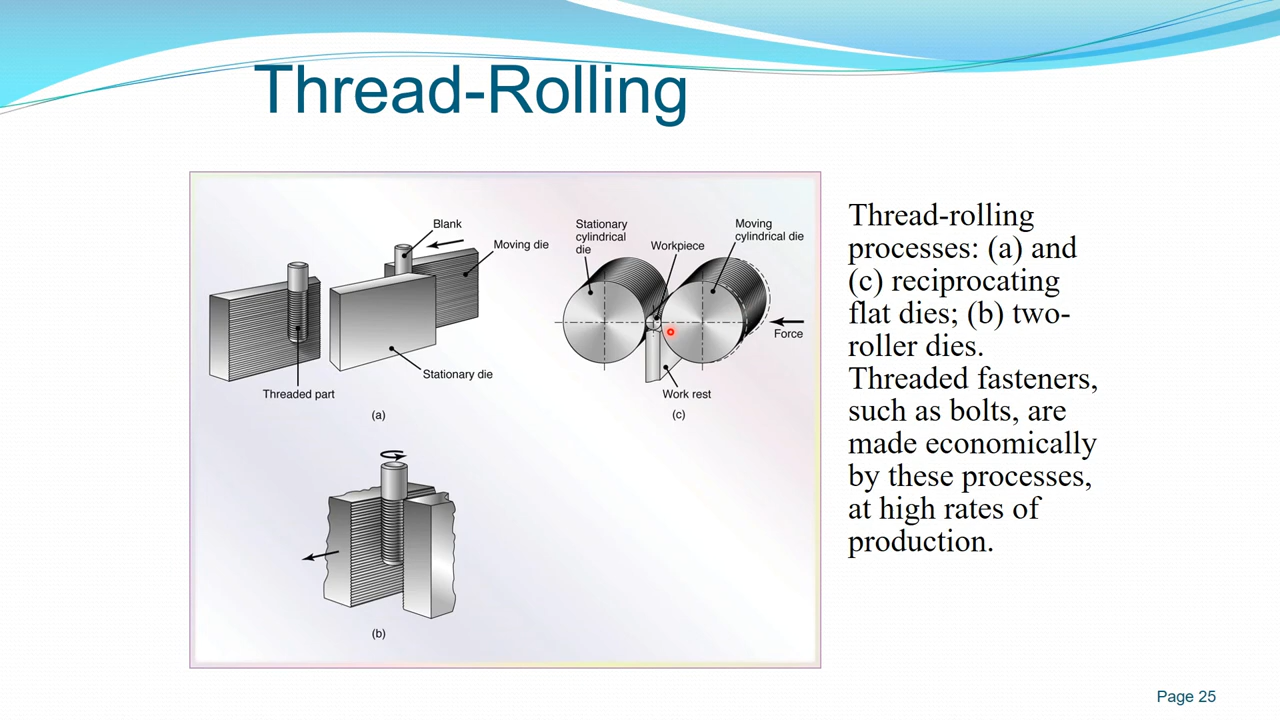 Thread-Rolling
Blank
Moving die
Threaded part
Stationary die
(a)
Stationary
cylindrical
die
Workpiece
Moving
cylindrical die
Force
Work rest
(c)
(b)
Thread-rolling
processes: (a) and
(c) reciprocating
flat dies; (b) two-
roller dies.
Threaded fasteners,
such as bolts, are
made economically
by these processes,
at high rates of
production.
Page 25